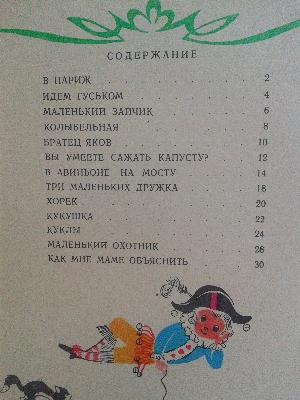 СОДЕРЖАНИЕ
В ПАРИЖ . . . . . . . 2
ИДЕМ ГУСЬКОМ . . . . . . 4
МАЛЕНЬКИЙ ЗАЙЧИК . . . . . 6
КОЛЫБЕЛЬНАЯ . . . . . . 8
БРАТЕЦ ЯКОВ . . . . . . 10
ВЫ УМЕЕТЕ САЖАТЬ КАПУСТУ? . . . 12
В АВИНЬОНЕ НА МОСТУ . . . . 14
ТРИ МАЛЕНЬКИХ ДРУЖКА . . . . 18
ХОРЕК . . . . . . . 20
КУКУШКА . . . . . . . 22
КУКЛЫ . . . . . . . 24
МАЛЕНЬКИЙ ОХОТНИК . . . . . 26
КАК МНЕ МАМЕ ОБЪЯСНИТЬ . . . . 30